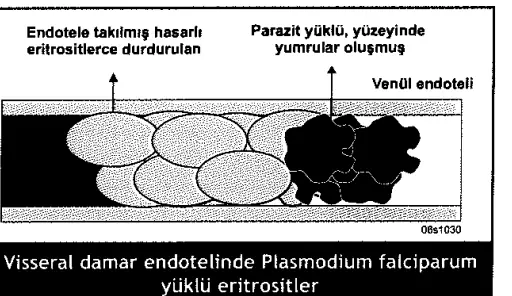 Endotele takılmış hasarlı
eritrositlerce durdurulan
Parazit yüklü, yüzeyinde
yumrular oluşmuş
Venül endoteli
06s1030
Visseral damar endotelinde Plasmodium falciparum
yüklü eritrositler